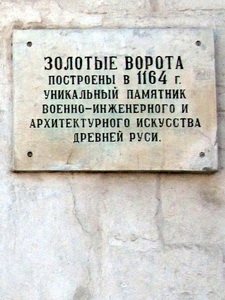 ЗОЛОТЫЕ ВОРОТА
ПОСТРОЕНЫ В 1164 г.
УНИКАЛЬНЫЙ ПАМЯТНИК
ВОЕННО-ИНЖЕНЕРНОГО И
АРХИТЕКТУРНОГО ИСКУССТВА
ДРЕВНЕЙ РУСИ.